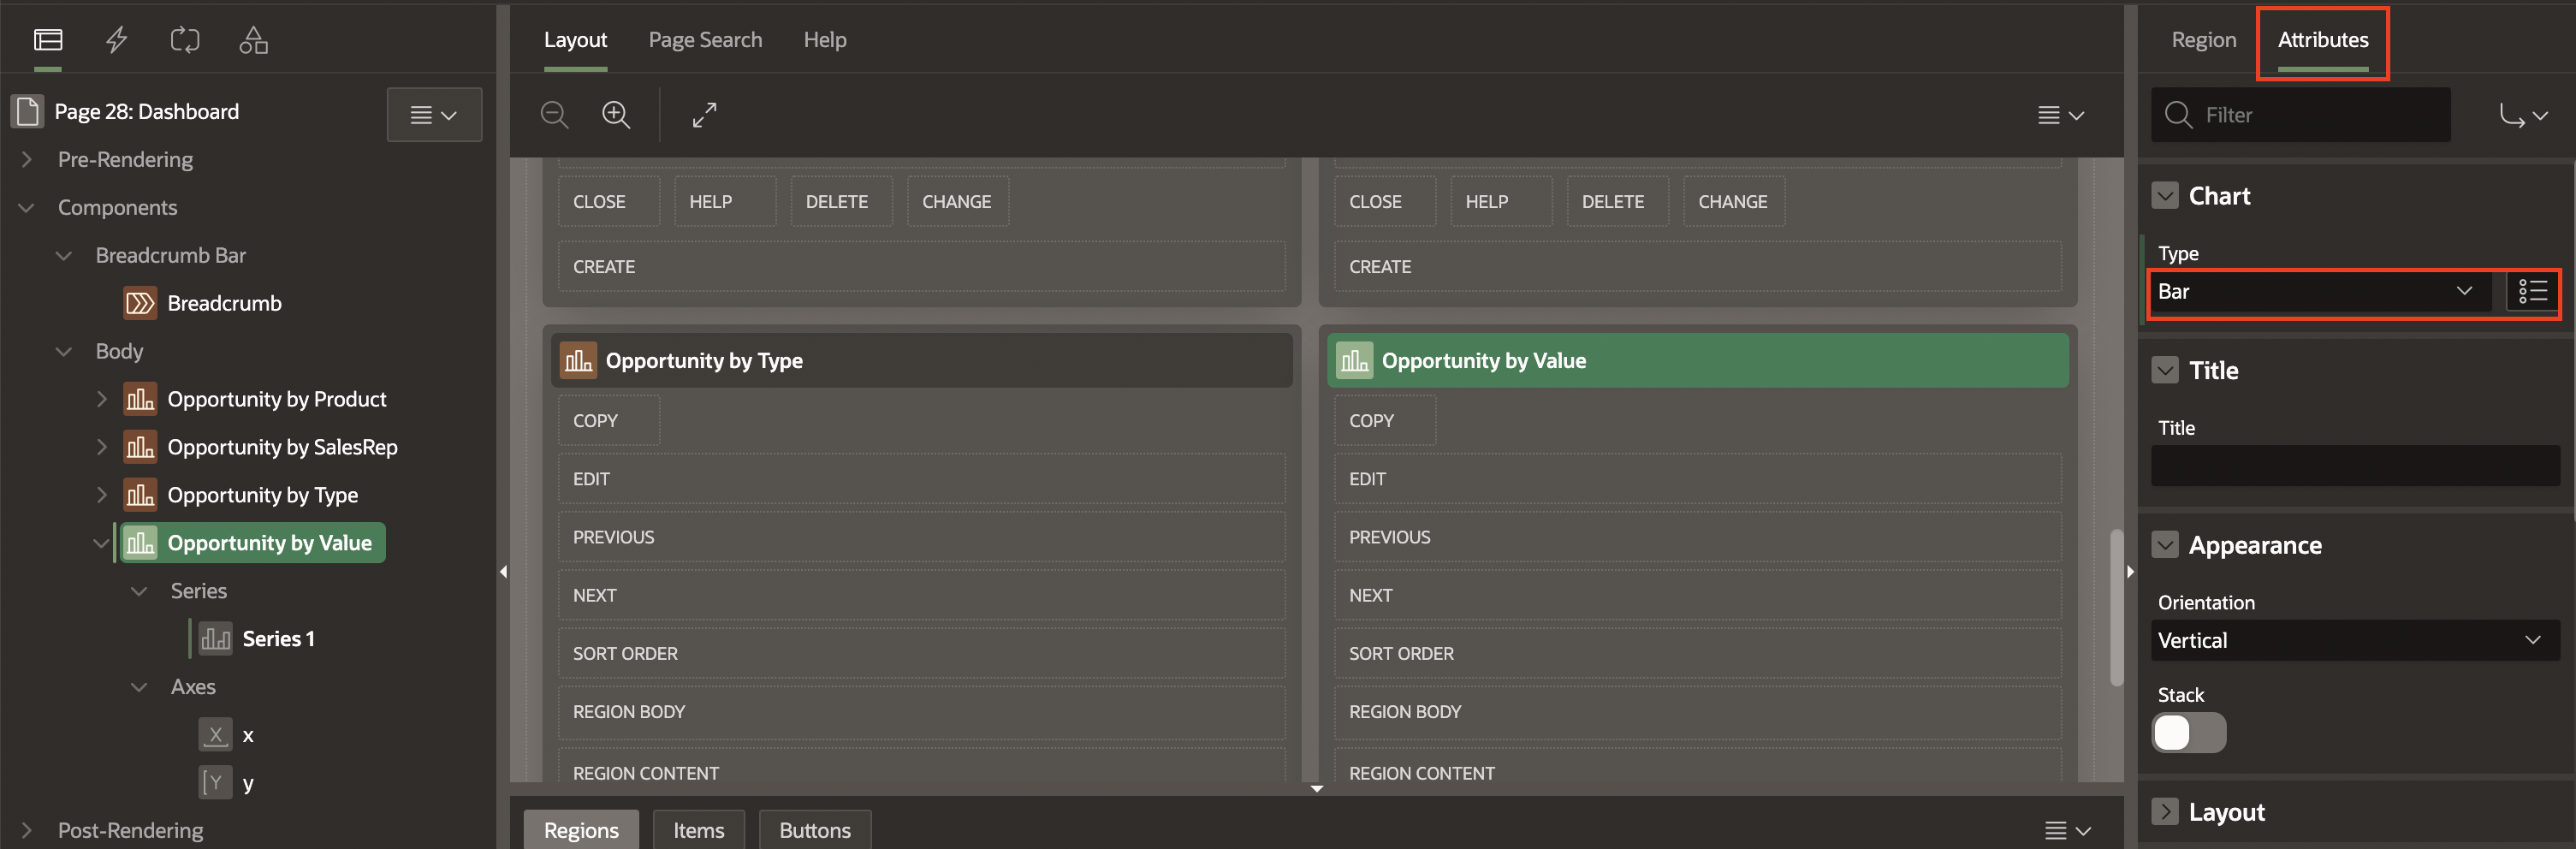 Page 28: Dashboard
Pre-Rendering
Components
Breadcrumb Bar
Breadcrumb
Body
Opportunity by Product
Opportunity by SalesRep
Opportunity by Type
Opportunity by Value
Series
Series 1
Axes
X x
Y y
Post-Rendering
Layout Page Search Help
CLOSE HELP DELETE CHANGE
CREATE
CLOSE HELP DELETE CHANGE
CREATE
Opportunity by Type
COPY
EDIT
PREVIOUS
NEXT
SORT ORDER
REGION BODY
REGION CONTENT
Opportunity by Value
COPY
EDIT
PREVIOUS
NEXT
SORT ORDER
REGION BODY
REGION CONTENT
Regions Items Buttons
Region Attributes
Filter
Chart
Type
Bar
Title
Title
Appearance
Orientation
Vertical
Stack
Layout